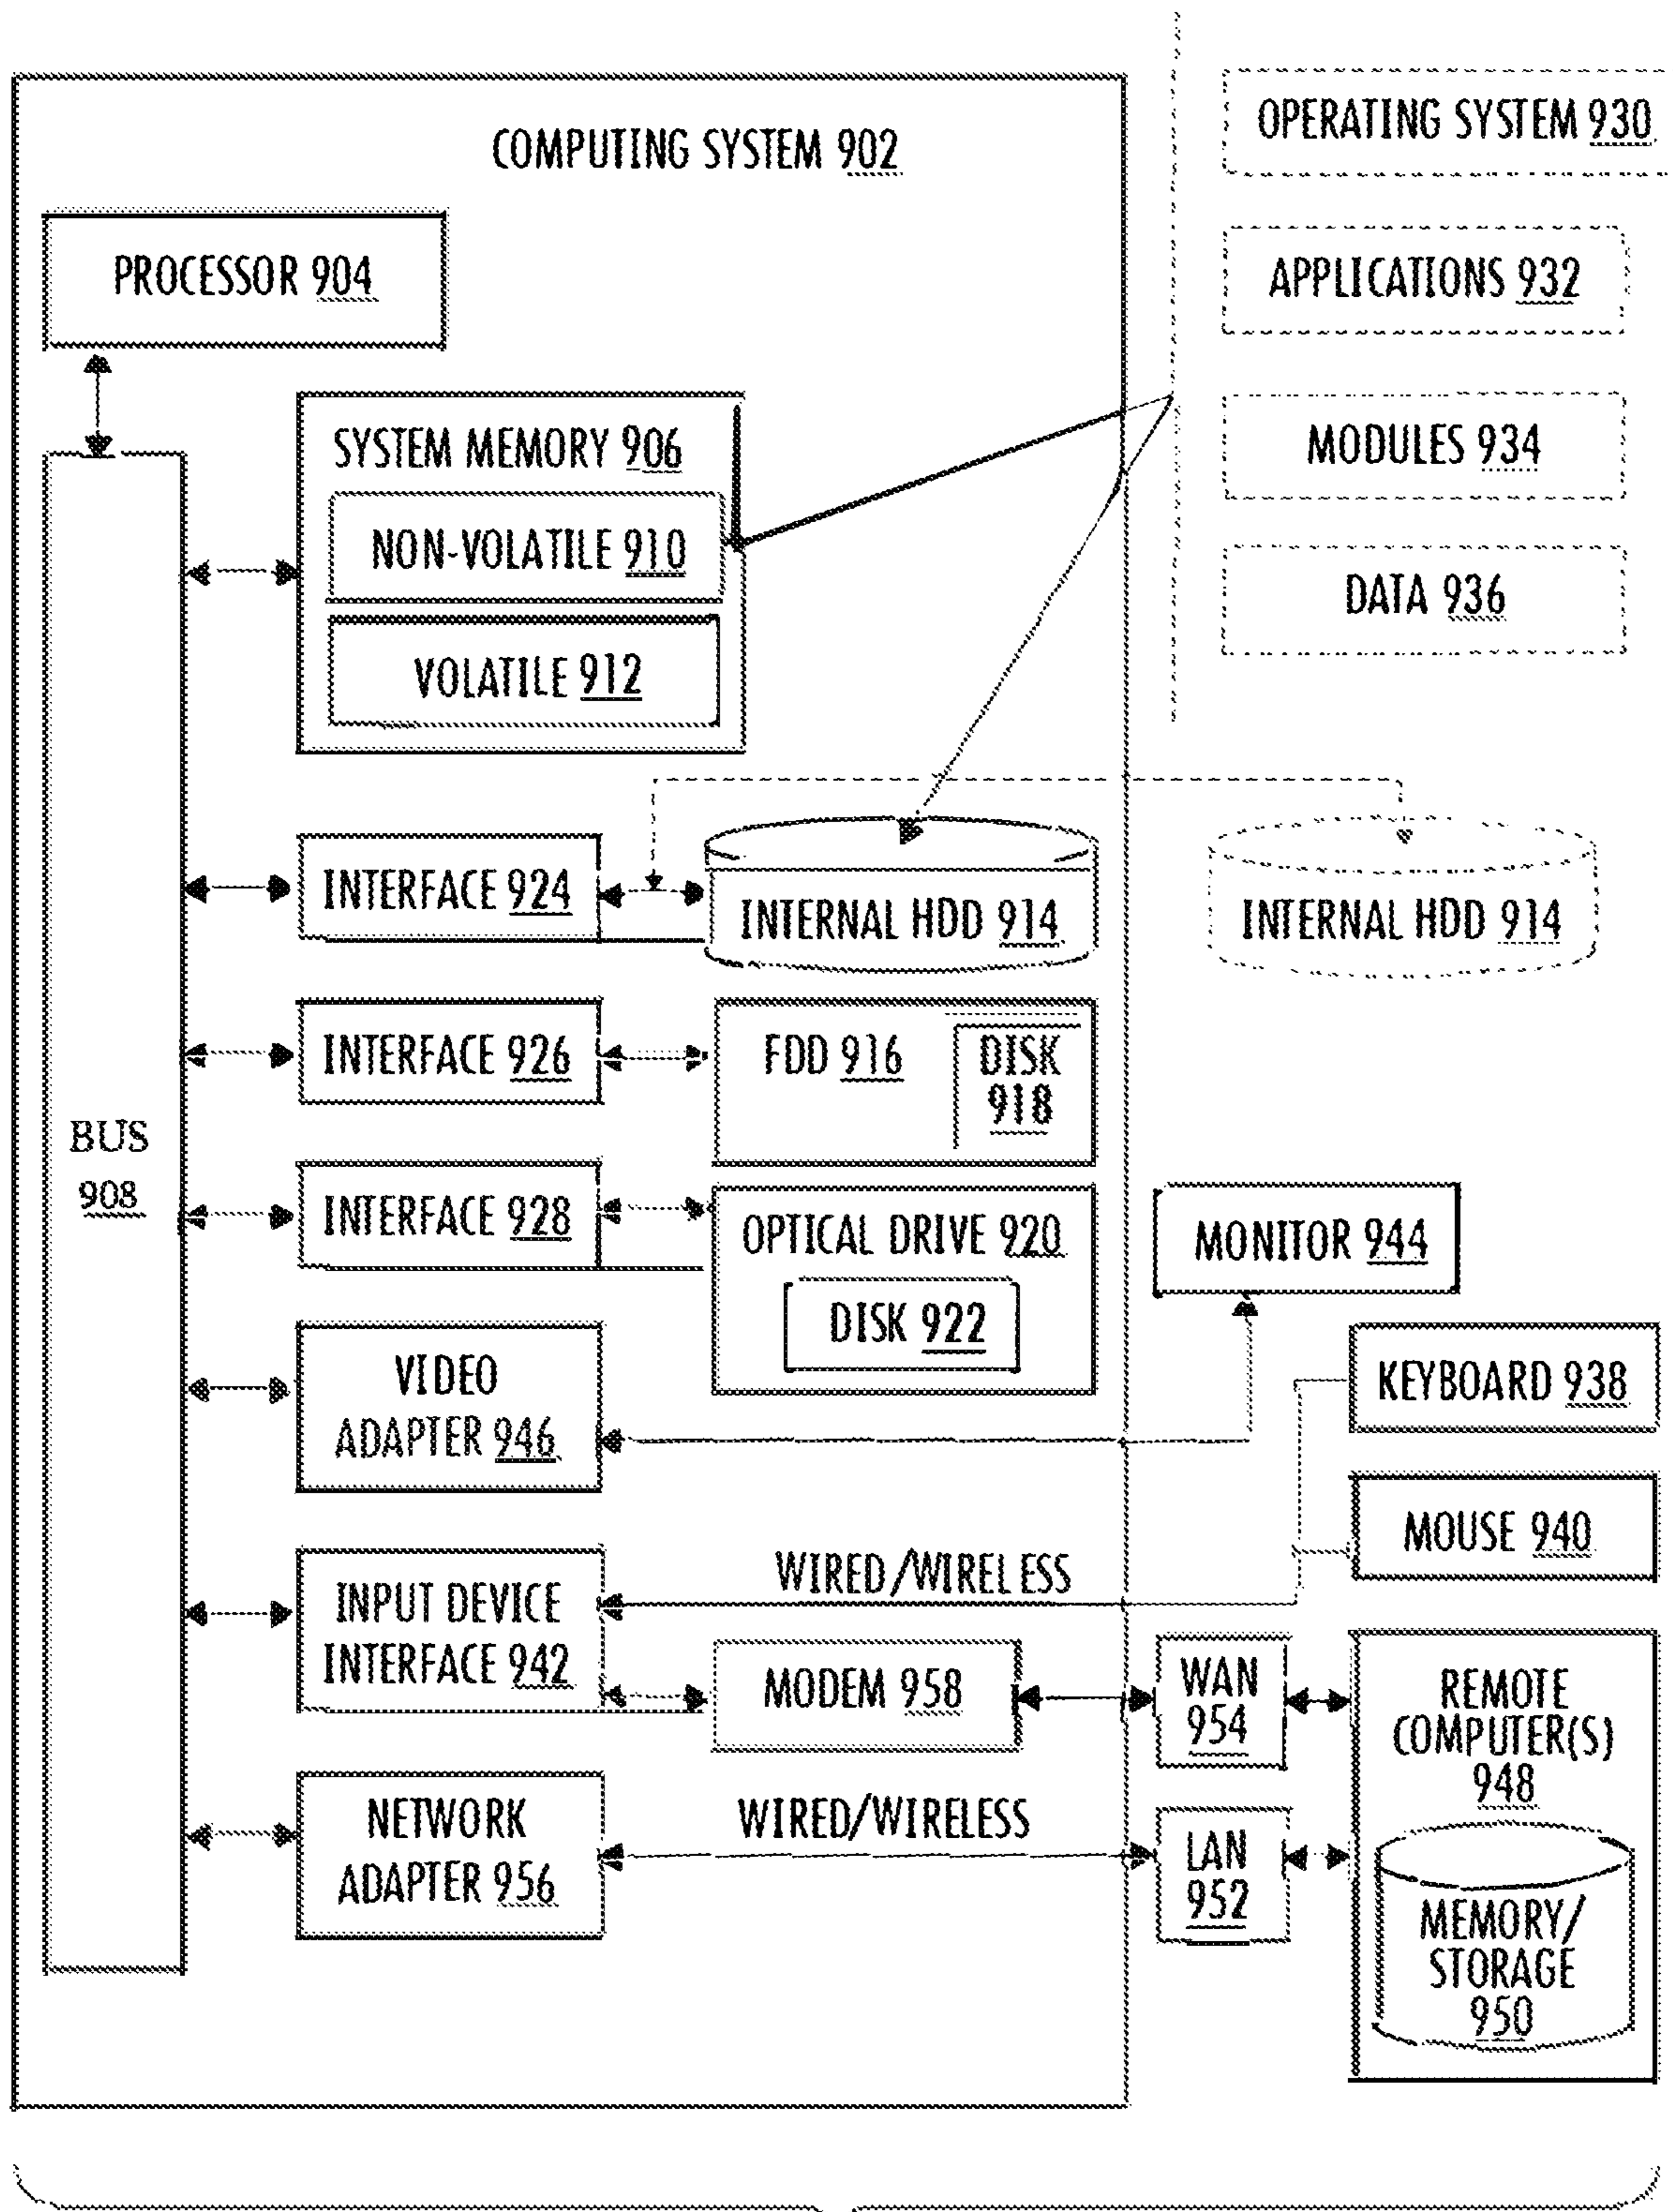 COMPUTING SYSTEM 902
PROCESSOR 904
SYSTEM MEMORY 906
NON-VOLATILE 910
VOLATILE 912
BUS
908
INTERFACE 924
INTERNAL HDD 914
INTERFACE 926
FDD 916
DISK
918
INTERFACE 928
OPTICAL DRIVE 920
DISK 922
VIDEO
ADAPTER 946
INPUT DEVICE
INTERFACE 942
WIRED/WIRELESS
MODEM 958
NETWORK
ADAPTER 956
WIRED/WIRELESS
OPERATING SYSTEM 930
APPLICATIONS 932
MODULES 934
DATA 936
INTERNAL HDD 914
MONITOR 944
KEYBOARD 938
MOUSE 940
WAN
954
LAN
952
REMOTE
COMPUTER(S)
948
MEMORY/
STORAGE
950